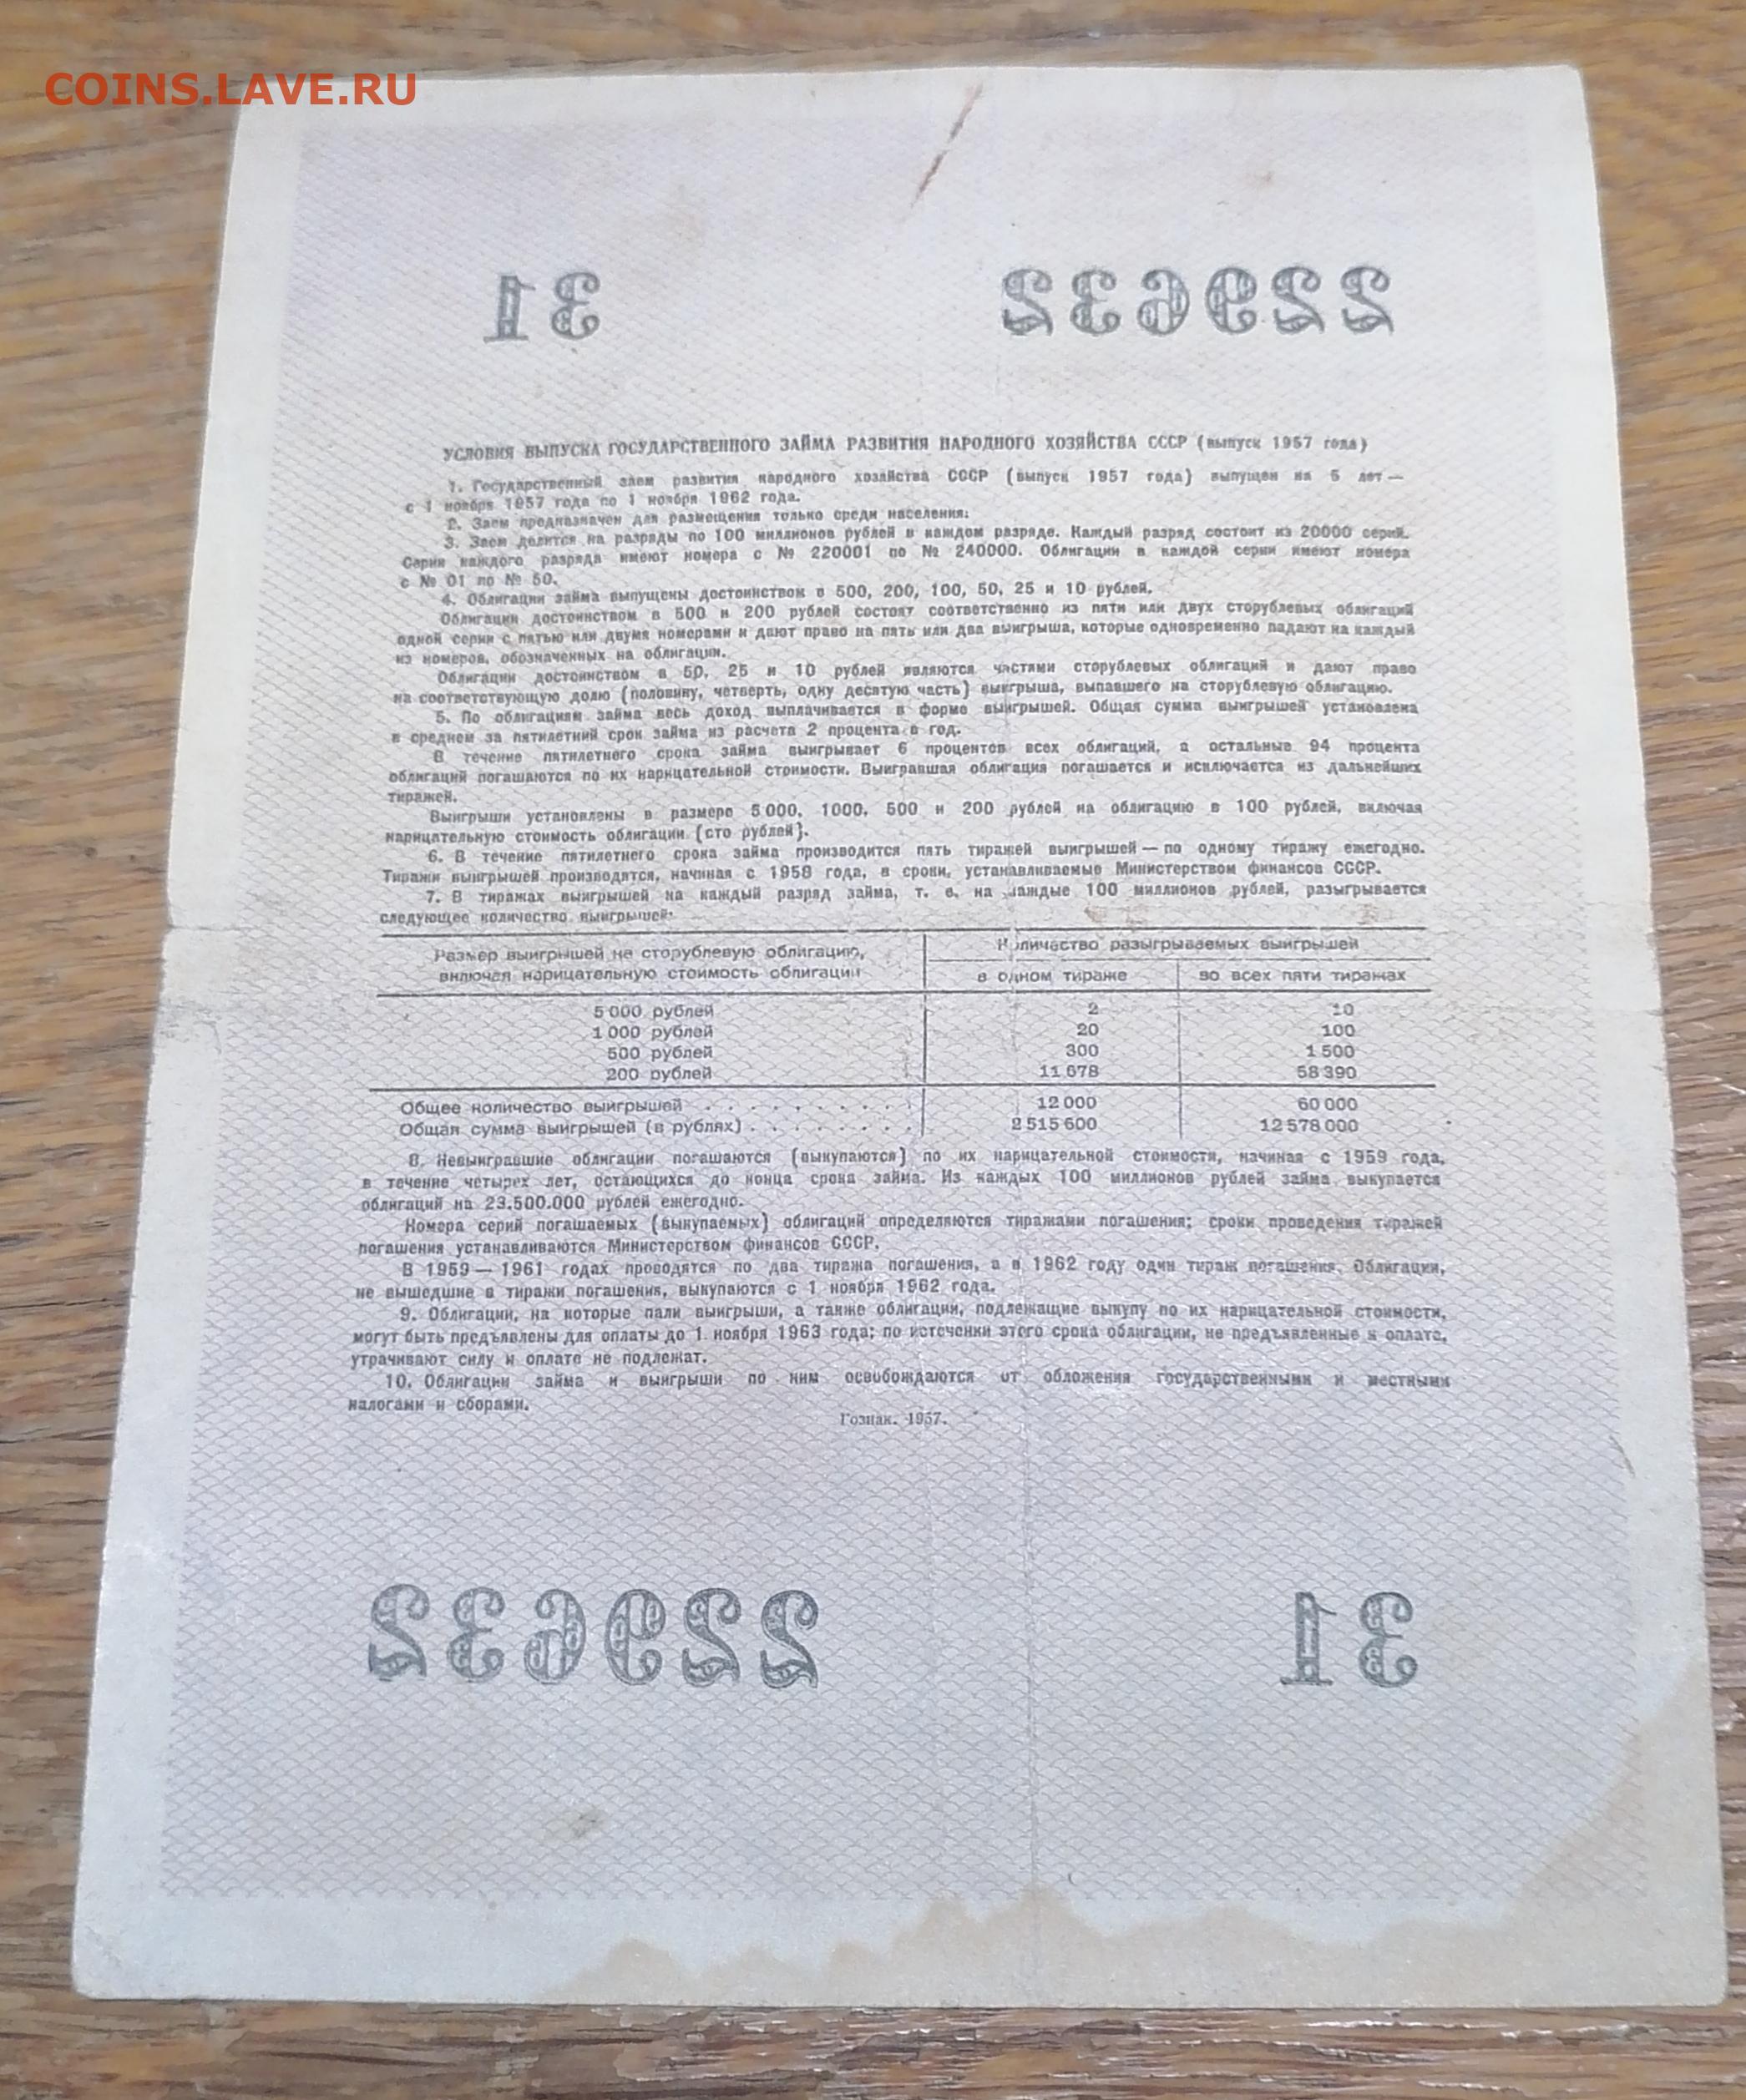 COINS.LAVE.RU
31 229632
УСЛОВИЯ ВЫПУСКА ГОСУДАРСТВЕННОГО ЗАЙМА РАЗВИТИЯ НАРОДНОГО ХОЗЯЙСТВА СССР (выпуск 1957 года)
1. Государственный заем развития народного хозяйства СССР (выпуск 1957 года) выпущен на 5 лет —
с 1 ноября 1957 года по 1 ноября 1962 года.
2. Заем предназначен для размещения только среди населения.
3. Заем делится на разряды по 100 миллионов рублей в каждом разряде. Каждый разряд состоит из 20000 серий.
Серии каждого разряда имеют номера с № 220001 по № 240000. Облигации в каждой серии имеют номера
с № 01 по № 50.
4. Облигации займа выпущены достоинством в 500, 200, 100, 50, 25 и 10 рублей.
Облигации достоинством в 500 и 200 рублей состоят соответственно из пяти или двух сторублевых облигаций
одной серии с пятью или двумя номерами и дают право на пять или два выигрыша, которые одновременно падают на каждый
из номеров, обозначенных на облигации.
Облигации достоинством в 50, 25 и 10 рублей являются частями сторублевых облигаций и дают право
на соответствующую долю (половину, четверть, одну десятую часть) выигрыша, выпавшего на сторублевую облигацию.
5. По облигациям займа весь доход выплачивается в форме выигрышей. Общая сумма выигрышей установлена
в среднем за пятилетний срок займа из расчета 2 процента в год.
В течение пятилетнего срока займа выигрывает 6 процентов всех облигаций, а остальные 94 процента
облигаций погашаются по их нарицательной стоимости. Выигравшая облигация погашается и исключается из дальнейших
тиражей.
Выигрыши установлены в размере 5 000, 1000, 500 и 200 рублей на облигацию в 100 рублей, включая
нарицательную стоимость облигации (сто рублей).
6. В течение пятилетнего срока займа производится пять тиражей выигрышей — по одному тиражу ежегодно.
Тиражи выигрышей производятся, начиная с 1958 года, в сроки, устанавливаемые Министерством финансов СССР.
7. В тиражах выигрышей на каждый разряд займа, т. е. на каждые 100 миллионов рублей, разыгрывается
следующее количество выигрышей:
Размер выигрышей на сторублевую облигацию, Количество разыгрываемых выигрышей
включая нарицательную стоимость облигации в одном тираже во всех пяти тиражах
5 000 рублей 2 10
1 000 рублей 20 100
500 рублей 300 1 500
200 рублей 11 678 58 390
Общее количество выигрышей . . . . . . . . . . 12 000 60 000
Общая сумма выигрышей (в рублях) . . . . . . . . 2 515 600 12 578 000
8. Невыигравшие облигации погашаются (выкупаются) по их нарицательной стоимости, начиная с 1959 года,
в течение четырех лет, остающихся до конца срока займа. Из каждых 100 миллионов рублей займа выкупается
облигаций на 23.500.000 рублей ежегодно.
Номера серий погашаемых (выкупаемых) облигаций определяются тиражами погашения; сроки проведения тиражей
погашения устанавливаются Министерством финансов СССР.
В 1959 — 1961 годах проводятся по два тиража погашения, а в 1962 году один тираж погашения. Облигации,
не вышедшие в тиражи погашения, выкупаются с 1 ноября 1962 года.
9. Облигации, на которые пали выигрыши, а также облигации, подлежащие выкупу по их нарицательной стоимости,
могут быть предъявлены для оплаты до 1 ноября 1963 года; по истечении этого срока облигации, не предъявленные к оплате,
утрачивают силу и оплате не подлежат.
10. Облигации займа и выигрыши по ним освобождаются от обложения государственными и местными
налогами и сборами.
Гознак. 1957.
229632 31